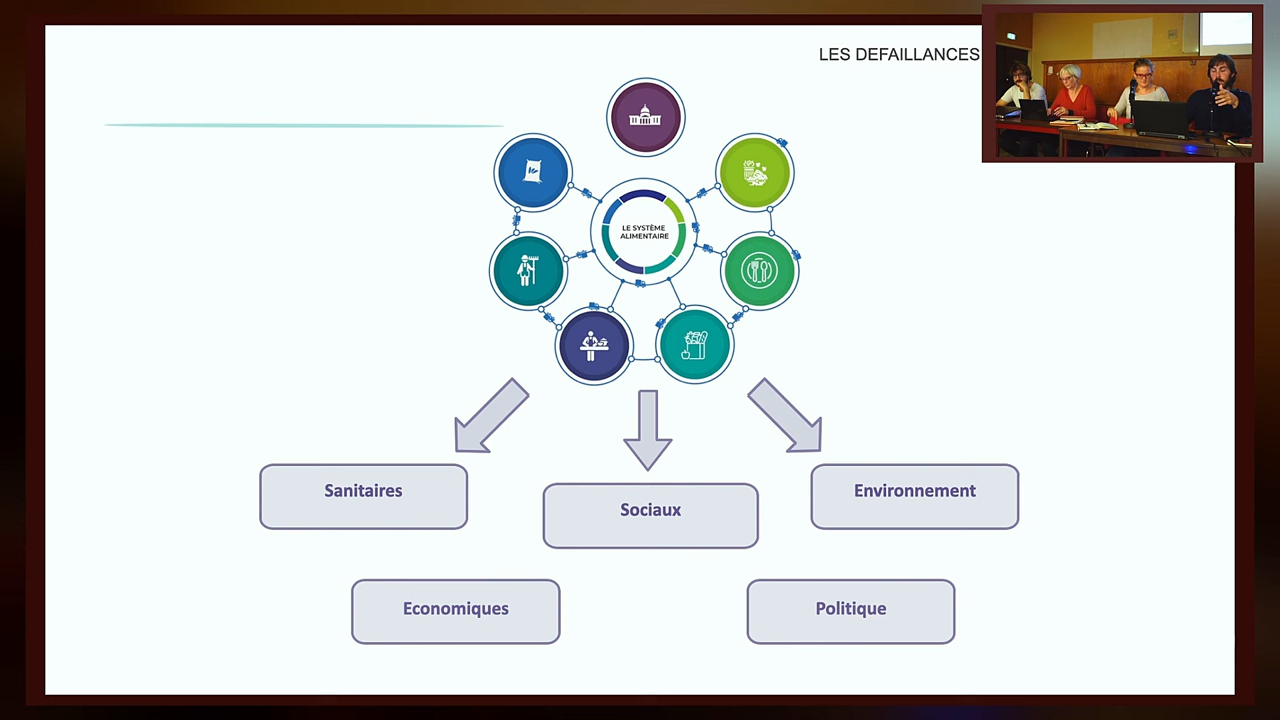 LES DEFAILLANCES
LE SYSTÈME
ALIMENTAIRE
Sanitaires
Sociaux
Environnement
Economiques
Politique